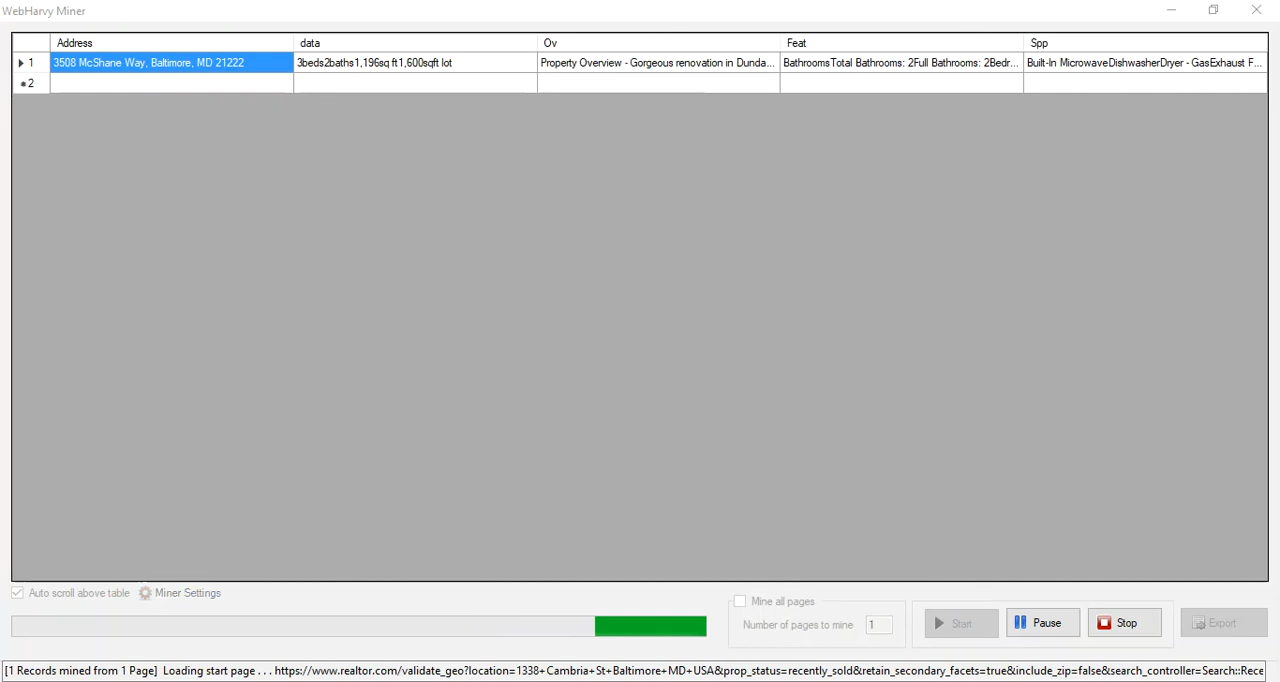 WebHarvy Miner
Address data Ov Feat Spp
1 3508 McShane Way, Baltimore, MD 21222 3beds2baths1,196sq ft1,600sqft lot Property Overview - Gorgeous renovation in Dunda... BathroomsTotal Bathrooms: 2Full Bathrooms: 2Bedr... Built-In MicrowaveDishwasherDryer - GasExhaust F...
2
Auto scroll above table Miner Settings
Mine all pages
Number of pages to mine 1
Start Pause Stop Export
[1 Records mined from 1 Page] Loading start page . . . https://www.realtor.com/validate_geo?location=1338+Cambria+St+Baltimore+MD+USA&prop_status=recently_sold&retain_secondary_facets=true&include_zip=false&search_controller=Search::Rece